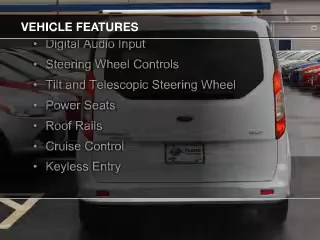 VEHICLE FEATURES
• Digital Audio Input
• Steering Wheel Controls
• Tilt and Telescopic Steering Wheel
• Power Seats
• Roof Rails
• Cruise Control
• Keyless Entry